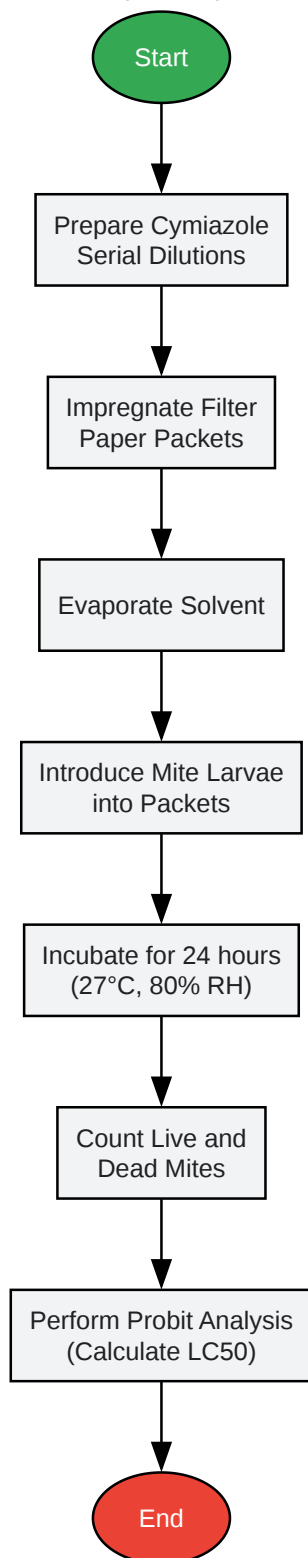 Start
Prepare Cymiazole
Serial Dilutions
Impregnate Filter
Paper Packets
Evaporate Solvent
Introduce Mite Larvae
into Packets
Incubate for 24 hours
(27°C, 80% RH)
Count Live and
Dead Mites
Perform Probit Analysis
(Calculate LC50)
End